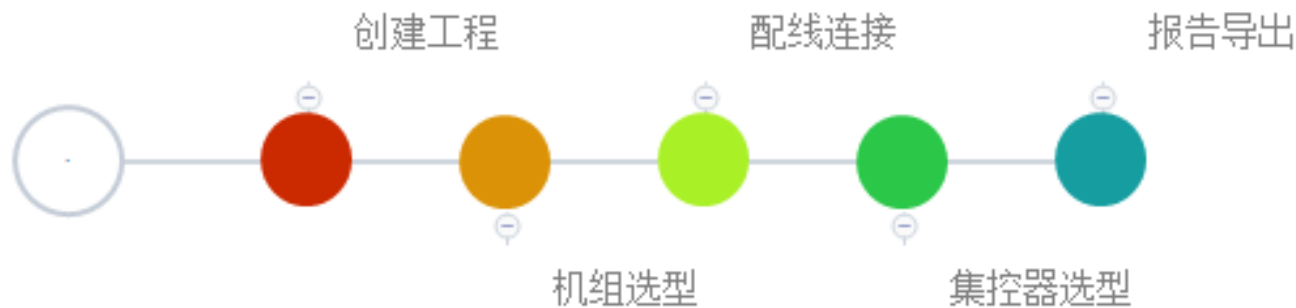 创建工程
机组选型
配线连接
集控器选型
报告导出